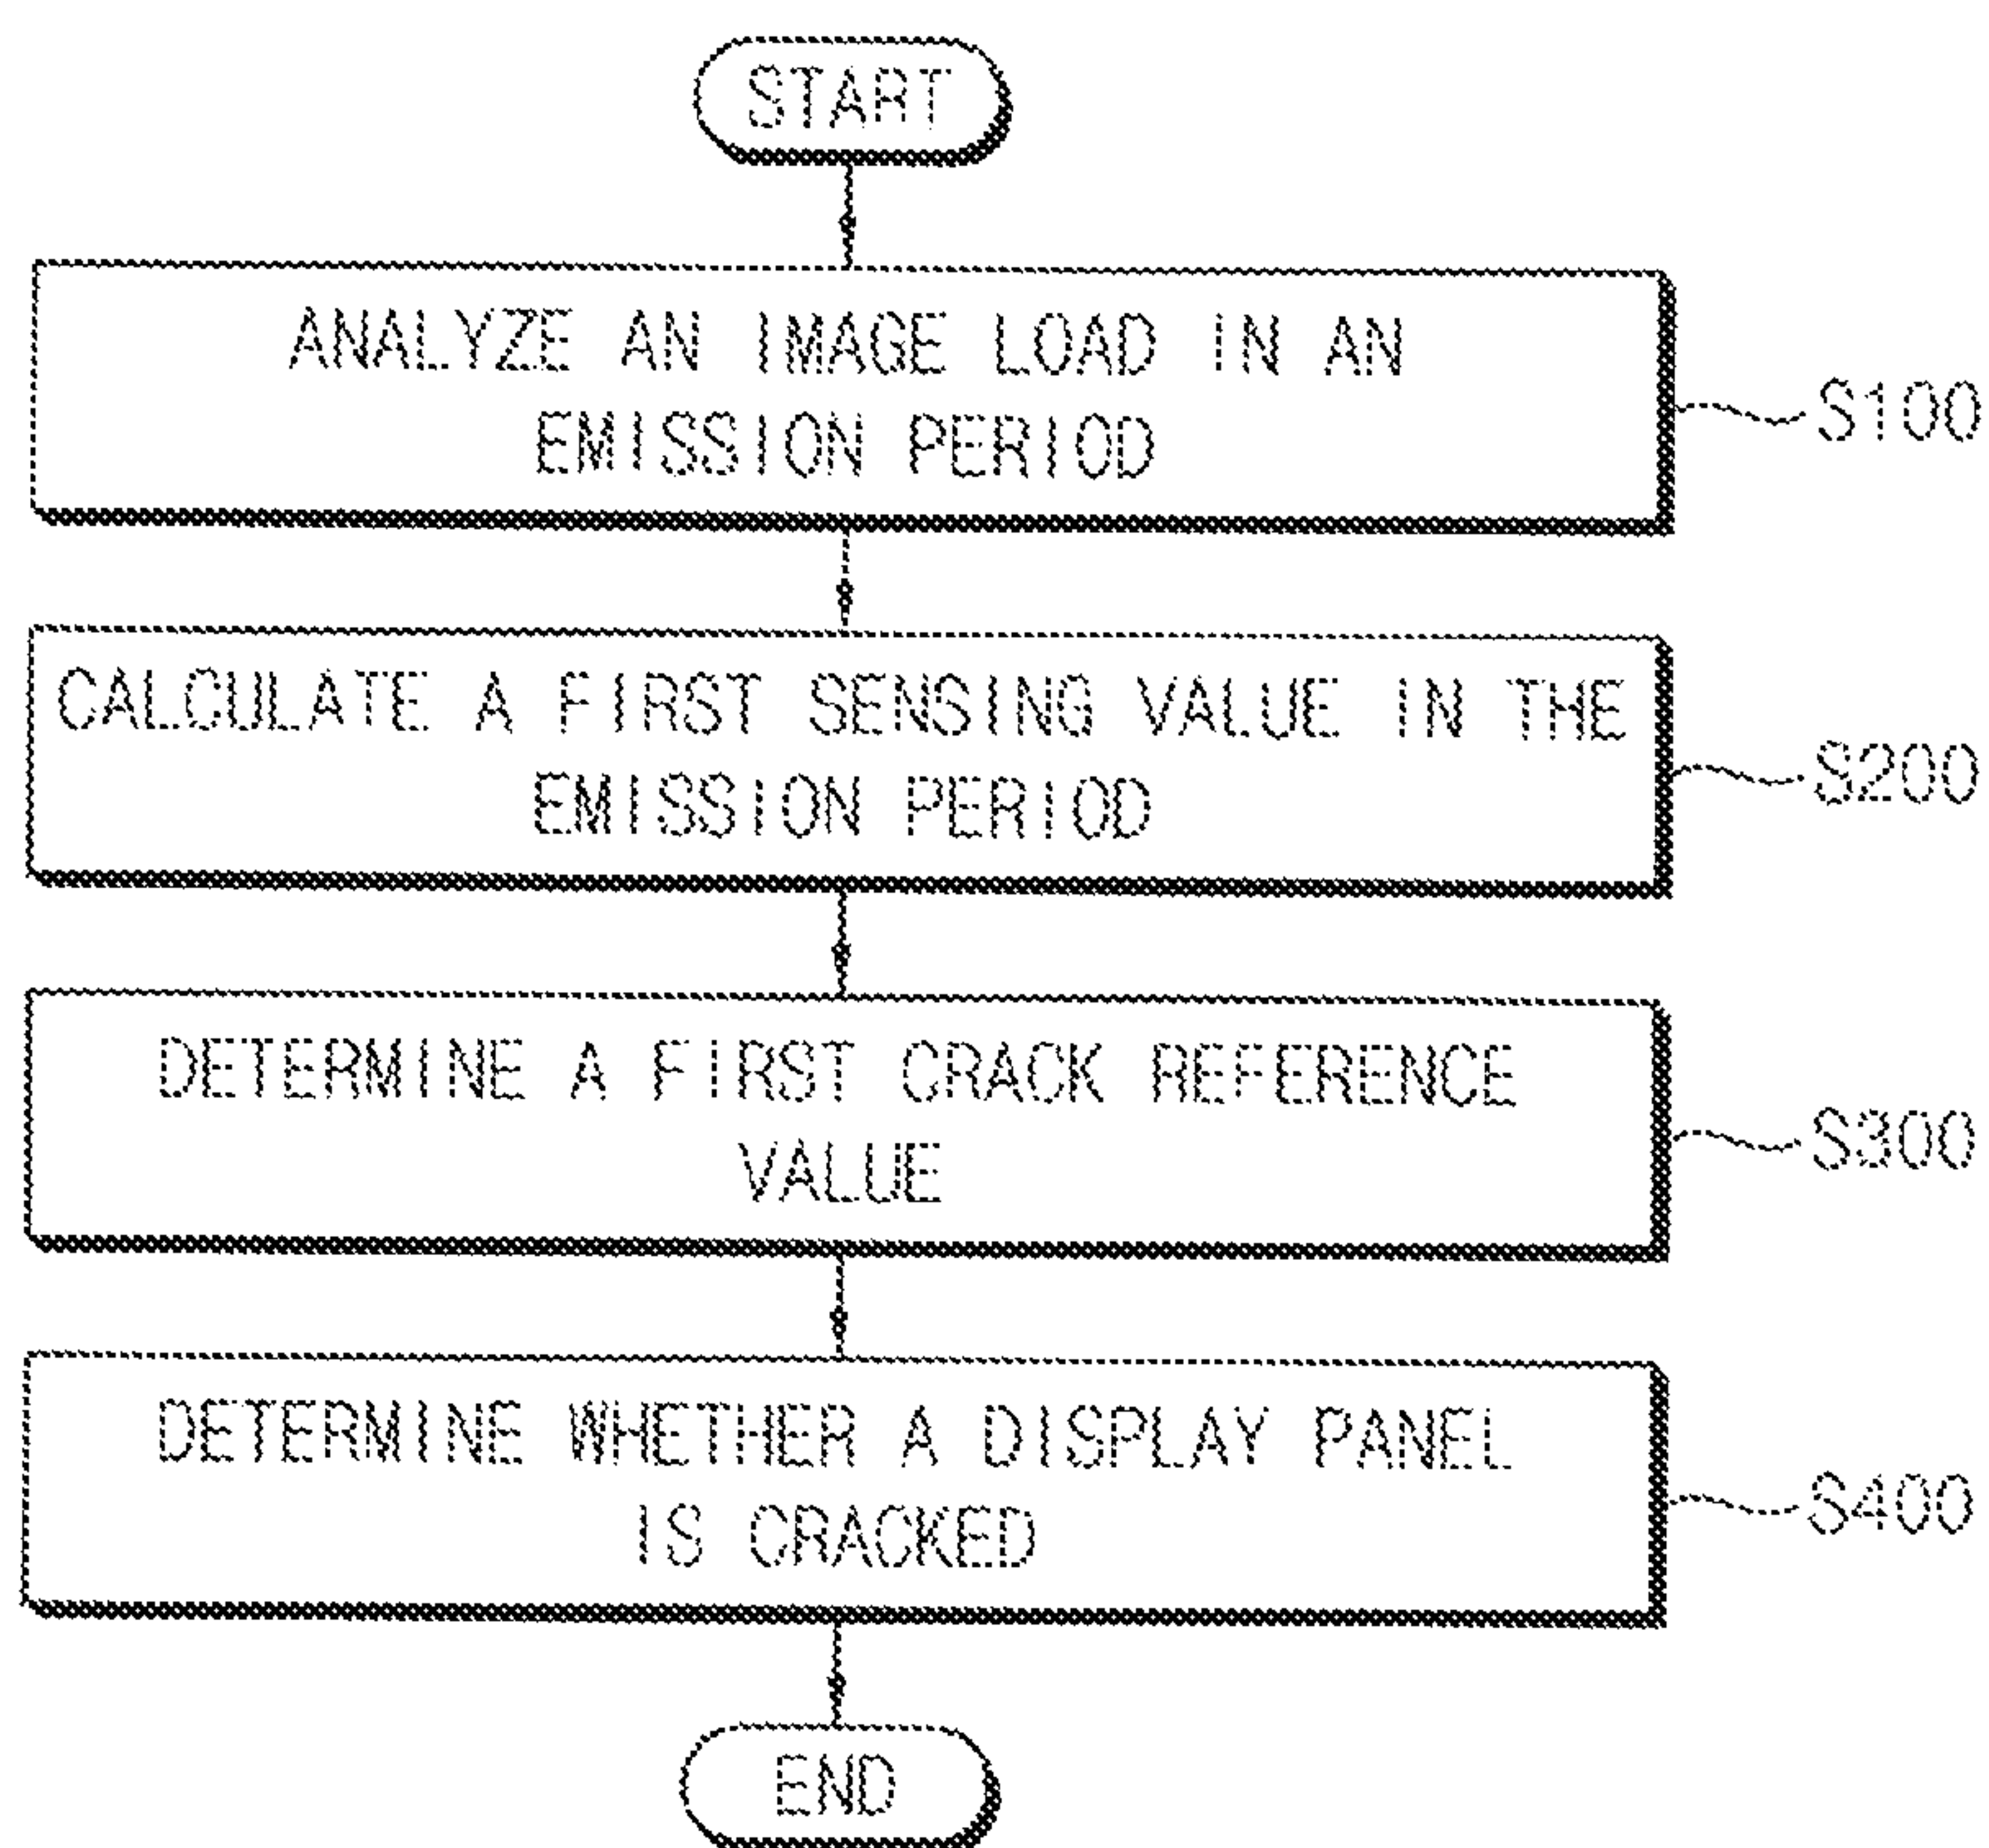 START
ANALYZE AN IMAGE LOAD IN AN
EMISSION PERIOD
S100
CALCULATE A FIRST SENSING VALUE IN THE
EMISSION PERIOD
S200
DETERMINE A FIRST CRACK REFERENCE
VALUE
S300
DETERMINE WHETHER A DISPLAY PANEL
IS CRACKED
S400
END